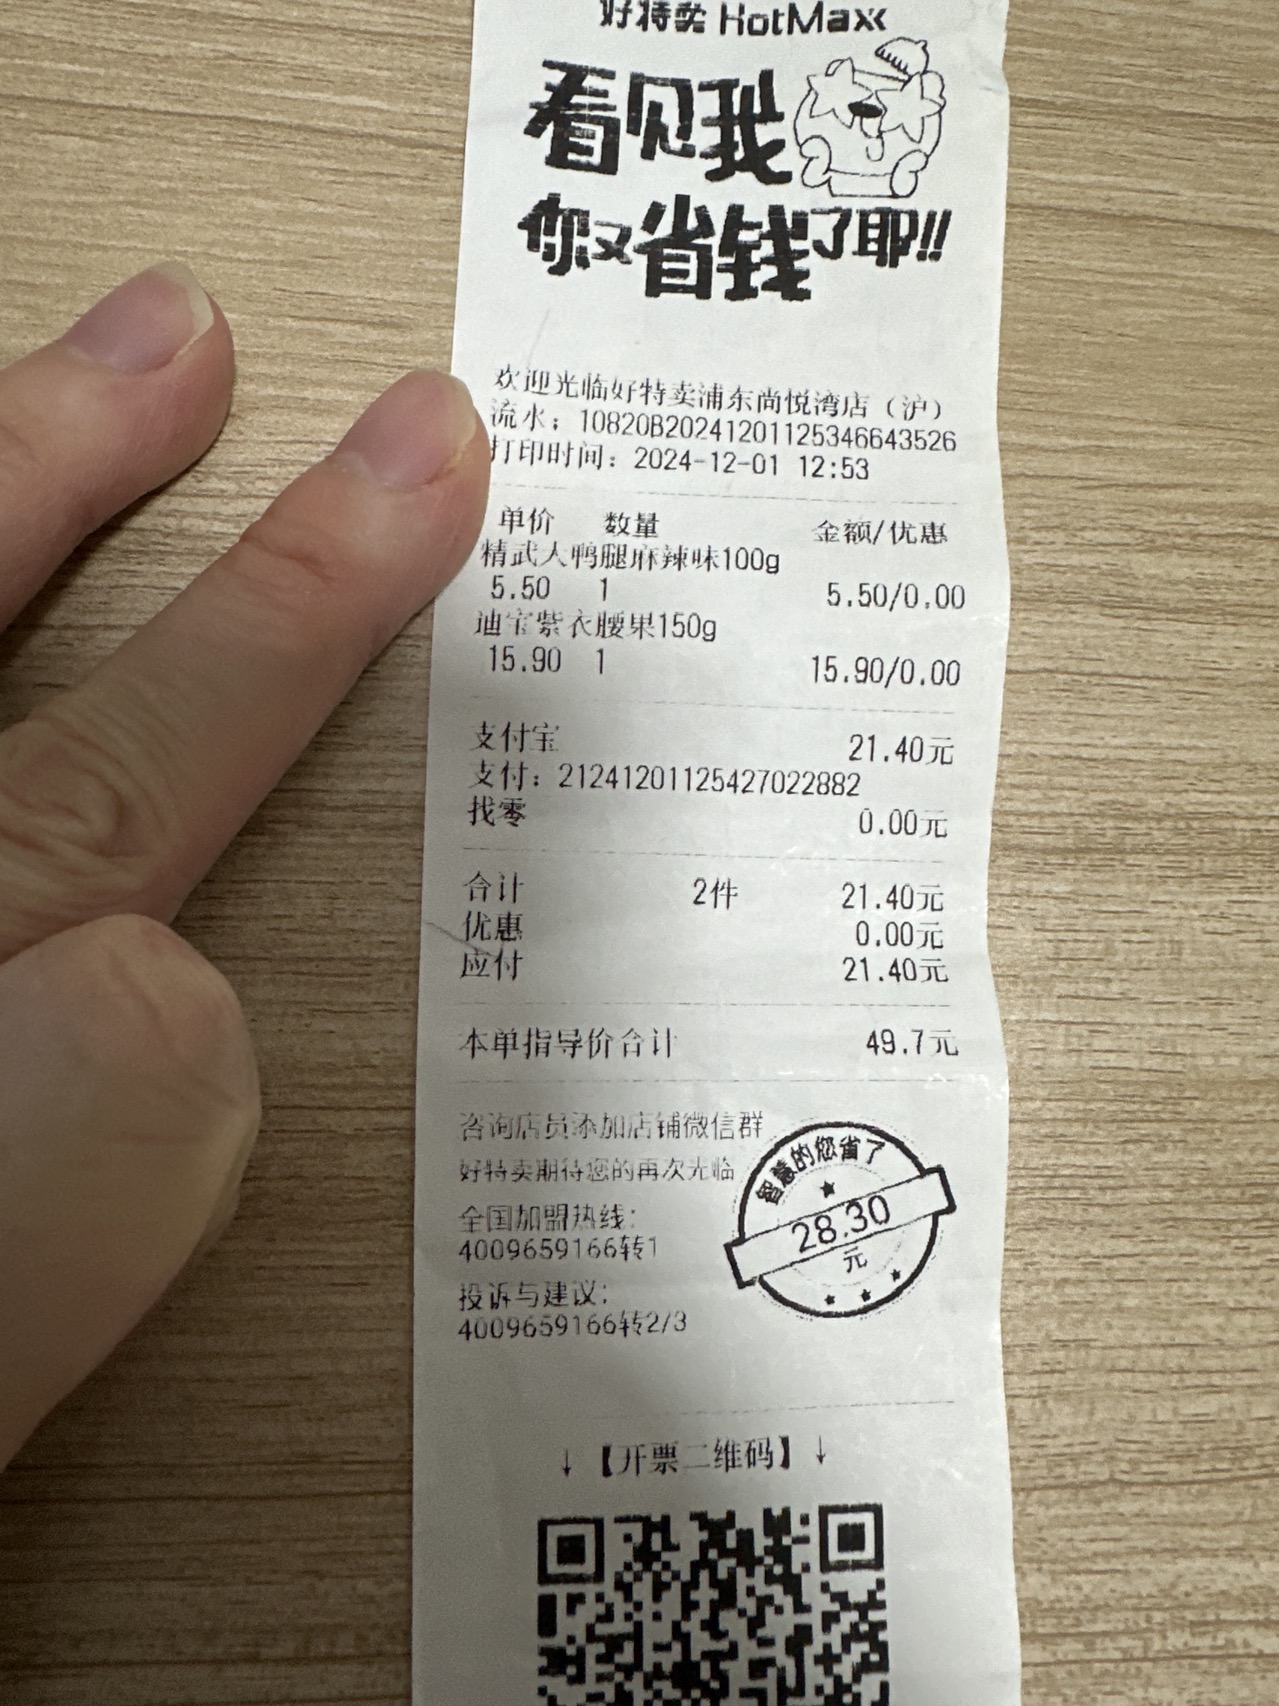 好特卖 HotMaxx
看见我
你又省钱了耶!!
欢迎光临好特卖浦东尚悦湾店（沪）
流水：10820B20241201125346643526
打印时间：2024-12-01 12:53
单价 数量 金额/优惠
精武大鸭腿麻辣味100g
5.50 1 5.50/0.00
迪宝紫衣腰果150g
15.90 1 15.90/0.00
支付宝 21.40元
支付：21241201125427022882
找零 0.00元
合计 2件 21.40元
优惠 0.00元
应付 21.40元
本单指导价合计 49.7元
咨询店员添加店铺微信群
好特卖期待您的再次光临
全国加盟热线：
4009659166转1
投诉与建议：
4009659166转2/3
智慧的您省了
28.30
元
↓【开票二维码】↓